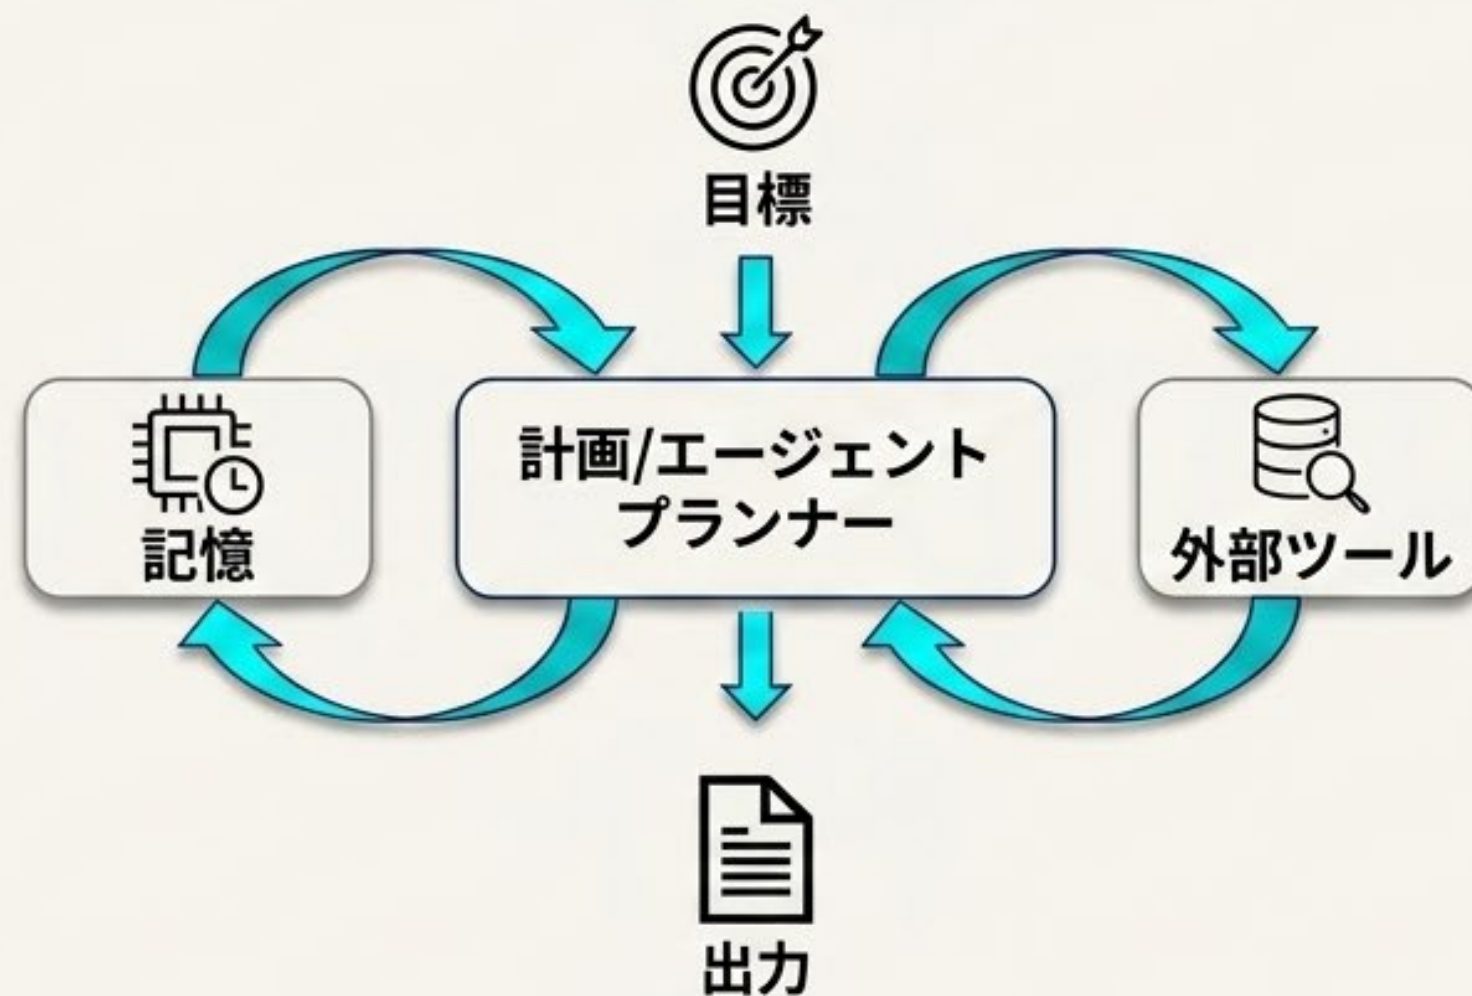 目標
記憶
計画/エージェント
プランナー
外部ツール
出力